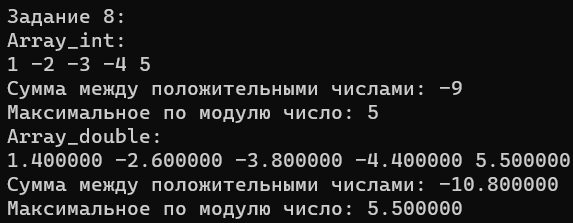 Задание 8:
Array_int:
1 -2 -3 -4 5
Сумма между положительными числами: -9
Максимальное по модулю число: 5
Array_double:
1.400000 -2.600000 -3.800000 -4.400000 5.500000
Сумма между положительными числами: -10.800000
Максимальное по модулю число: 5.500000